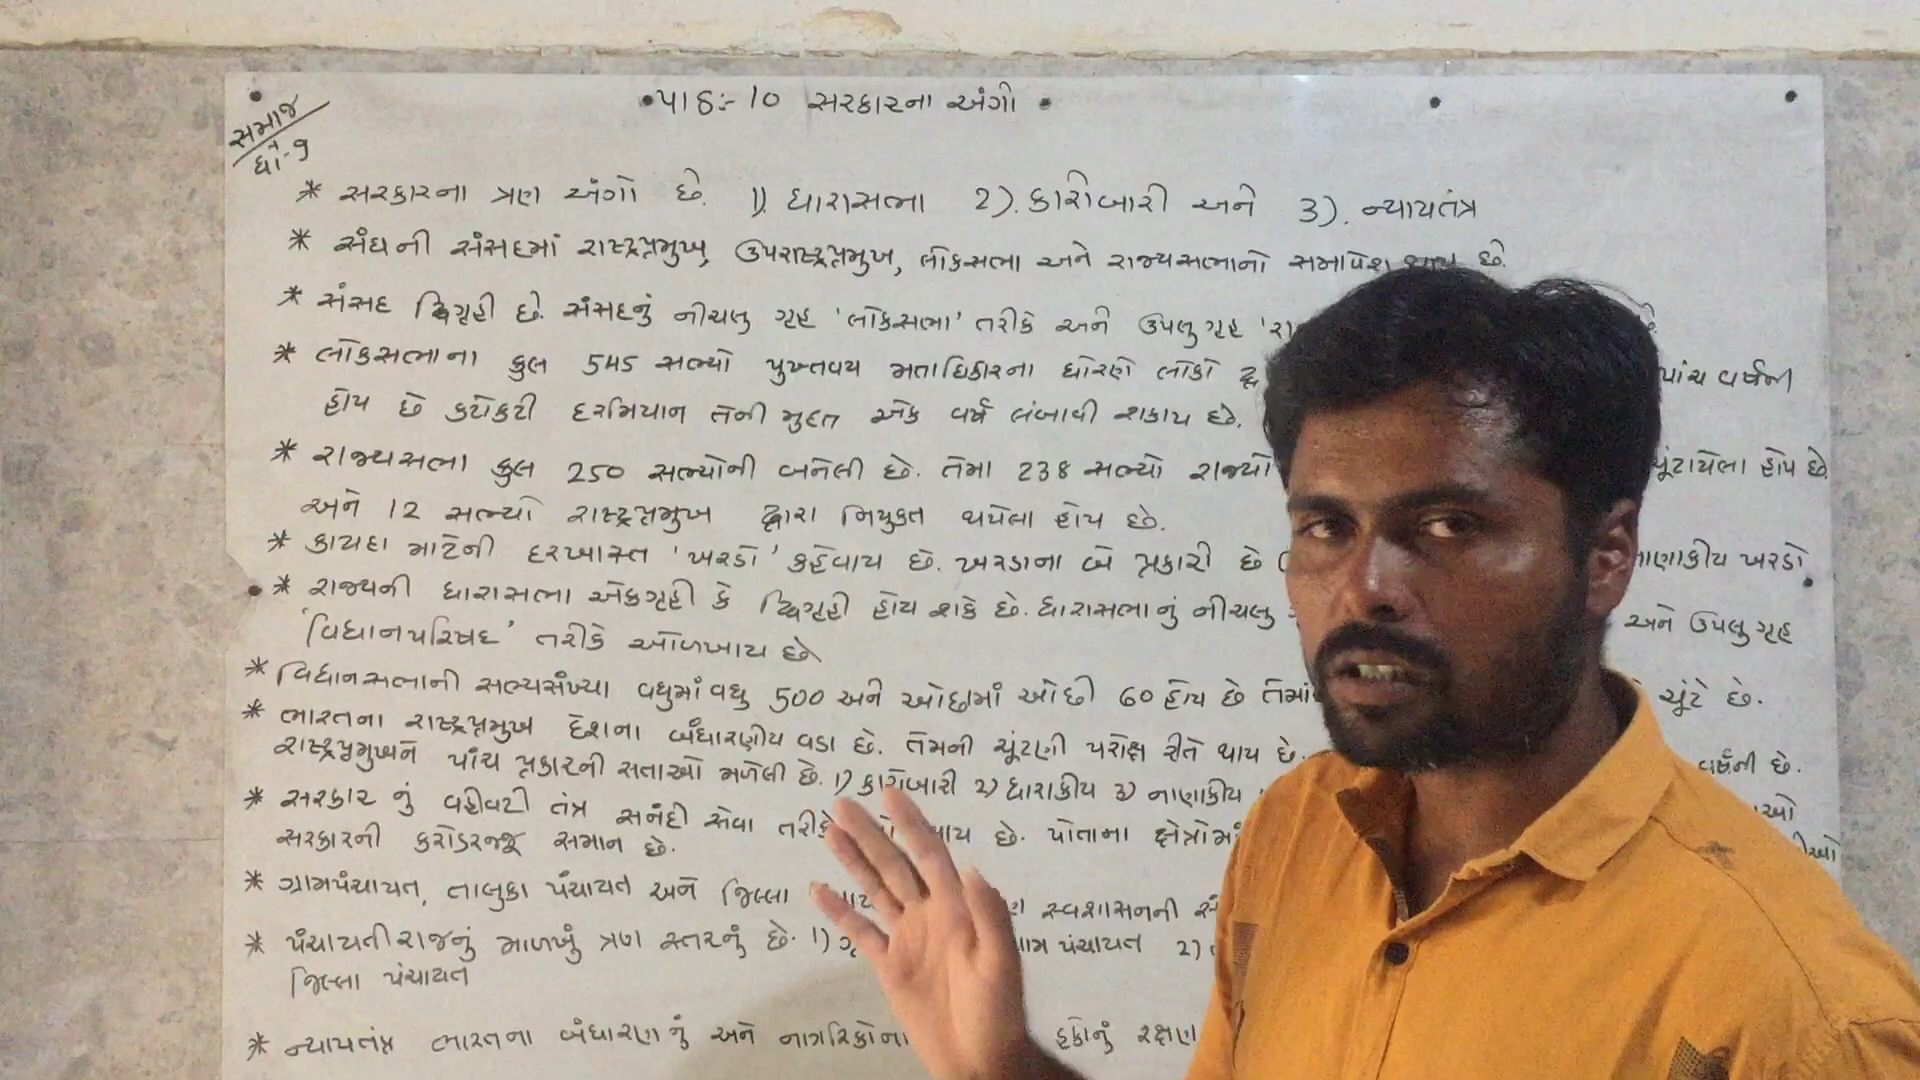 સમાજ
ધો-૭
પાઠ:- 10 સરકારના અંગો
* સરકારના ત્રણ અંગો છે. 1). ધારાસભા 2). કારોબારી અને 3). ન્યાયતંત્ર
* સંઘની સંસદમાં રાષ્ટ્રપ્રમુખ, ઉપરાષ્ટ્રપ્રમુખ, લોકસભા અને રાજ્યસભાનો સમાવેશ થાય છે.
* સંસદ દ્વિગૃહી છે. સંસદનું નીચલુ ગૃહ 'લોકસભા' તરીકે અને ઉપલુ ગૃહ
* લોકસભાના કુલ 545 સભ્યો પુખ્તવય મતાધિકારના ધોરણે લોકો પાંચ વર્ષની
હોય છે કટોકટી દરમિયાન તેની મુદત એક વર્ષ લંબાવી શકાય છે.
* રાજ્યસભા કુલ 250 સભ્યોની બનેલી છે. તેમા 238 સભ્યો રાજ્યો ચૂંટાયેલા હોય છે.
અને 12 સભ્યો રાષ્ટ્રપ્રમુખ દ્વારા નિયુક્ત થયેલા હોય છે.
* કાયદા માટેની દરખાસ્ત 'ખરડો' કહેવાય છે. ખરડાના બે પ્રકારો છે નાણાકીય ખરડો
* રાજ્યની ધારાસભા એકગૃહી કે દ્વિગૃહી હોય શકે છે. ધારાસભાનું નીચલુ અને ઉપલુ ગૃહ
'વિધાનપરિષદ' તરીકે ઓળખાય છે
* વિધાનસભાની સભ્યસંખ્યા વધુમાં વધુ 500 અને ઓછામાં ઓછી 60 હોય છે ચૂંટે છે.
* ભારતના રાષ્ટ્રપ્રમુખ દેશના બંધારણીય વડા છે. તેમની ચૂંટણી પરોક્ષ રીતે થાય છે. વર્ષની છે.
રાષ્ટ્રપ્રમુખને પાંચ પ્રકારની સતાઓ મળેલી છે. 1) કારોબારી 2) ધારાકીય 3) નાણાકીય
* સરકાર નું વહીવટી તંત્ર સનંદી સેવા તરીકે છે. પોતાના
સરકારની કરોડરજ્જૂ સમાન છે.
* ગ્રામપંચાયત, તાલુકા પંચાયત અને જિલ્લા સ્વશાસનની
* પંચાયતીરાજનું માળખું ત્રણ સ્તરનું છે. 1) પંચાયત 2)
જિલ્લા પંચાયત
* ન્યાયતંત્ર ભારતના બંધારણ નું અને નાગરિકોના હકોનું રક્ષણ